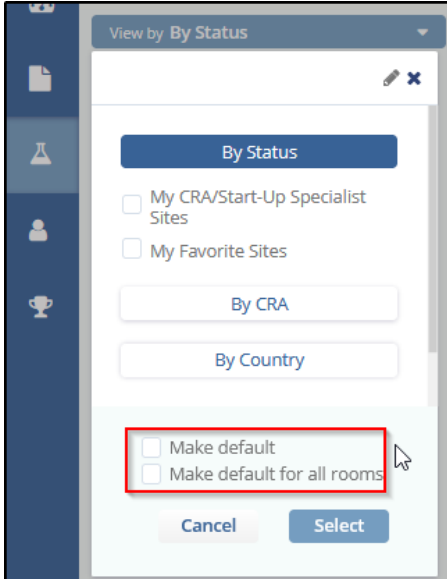 View by By Status
By Status
My CRA/Start-Up Specialist
Sites
My Favorite Sites
By CRA
By Country
Make default
Make default for all rooms
Cancel
Select